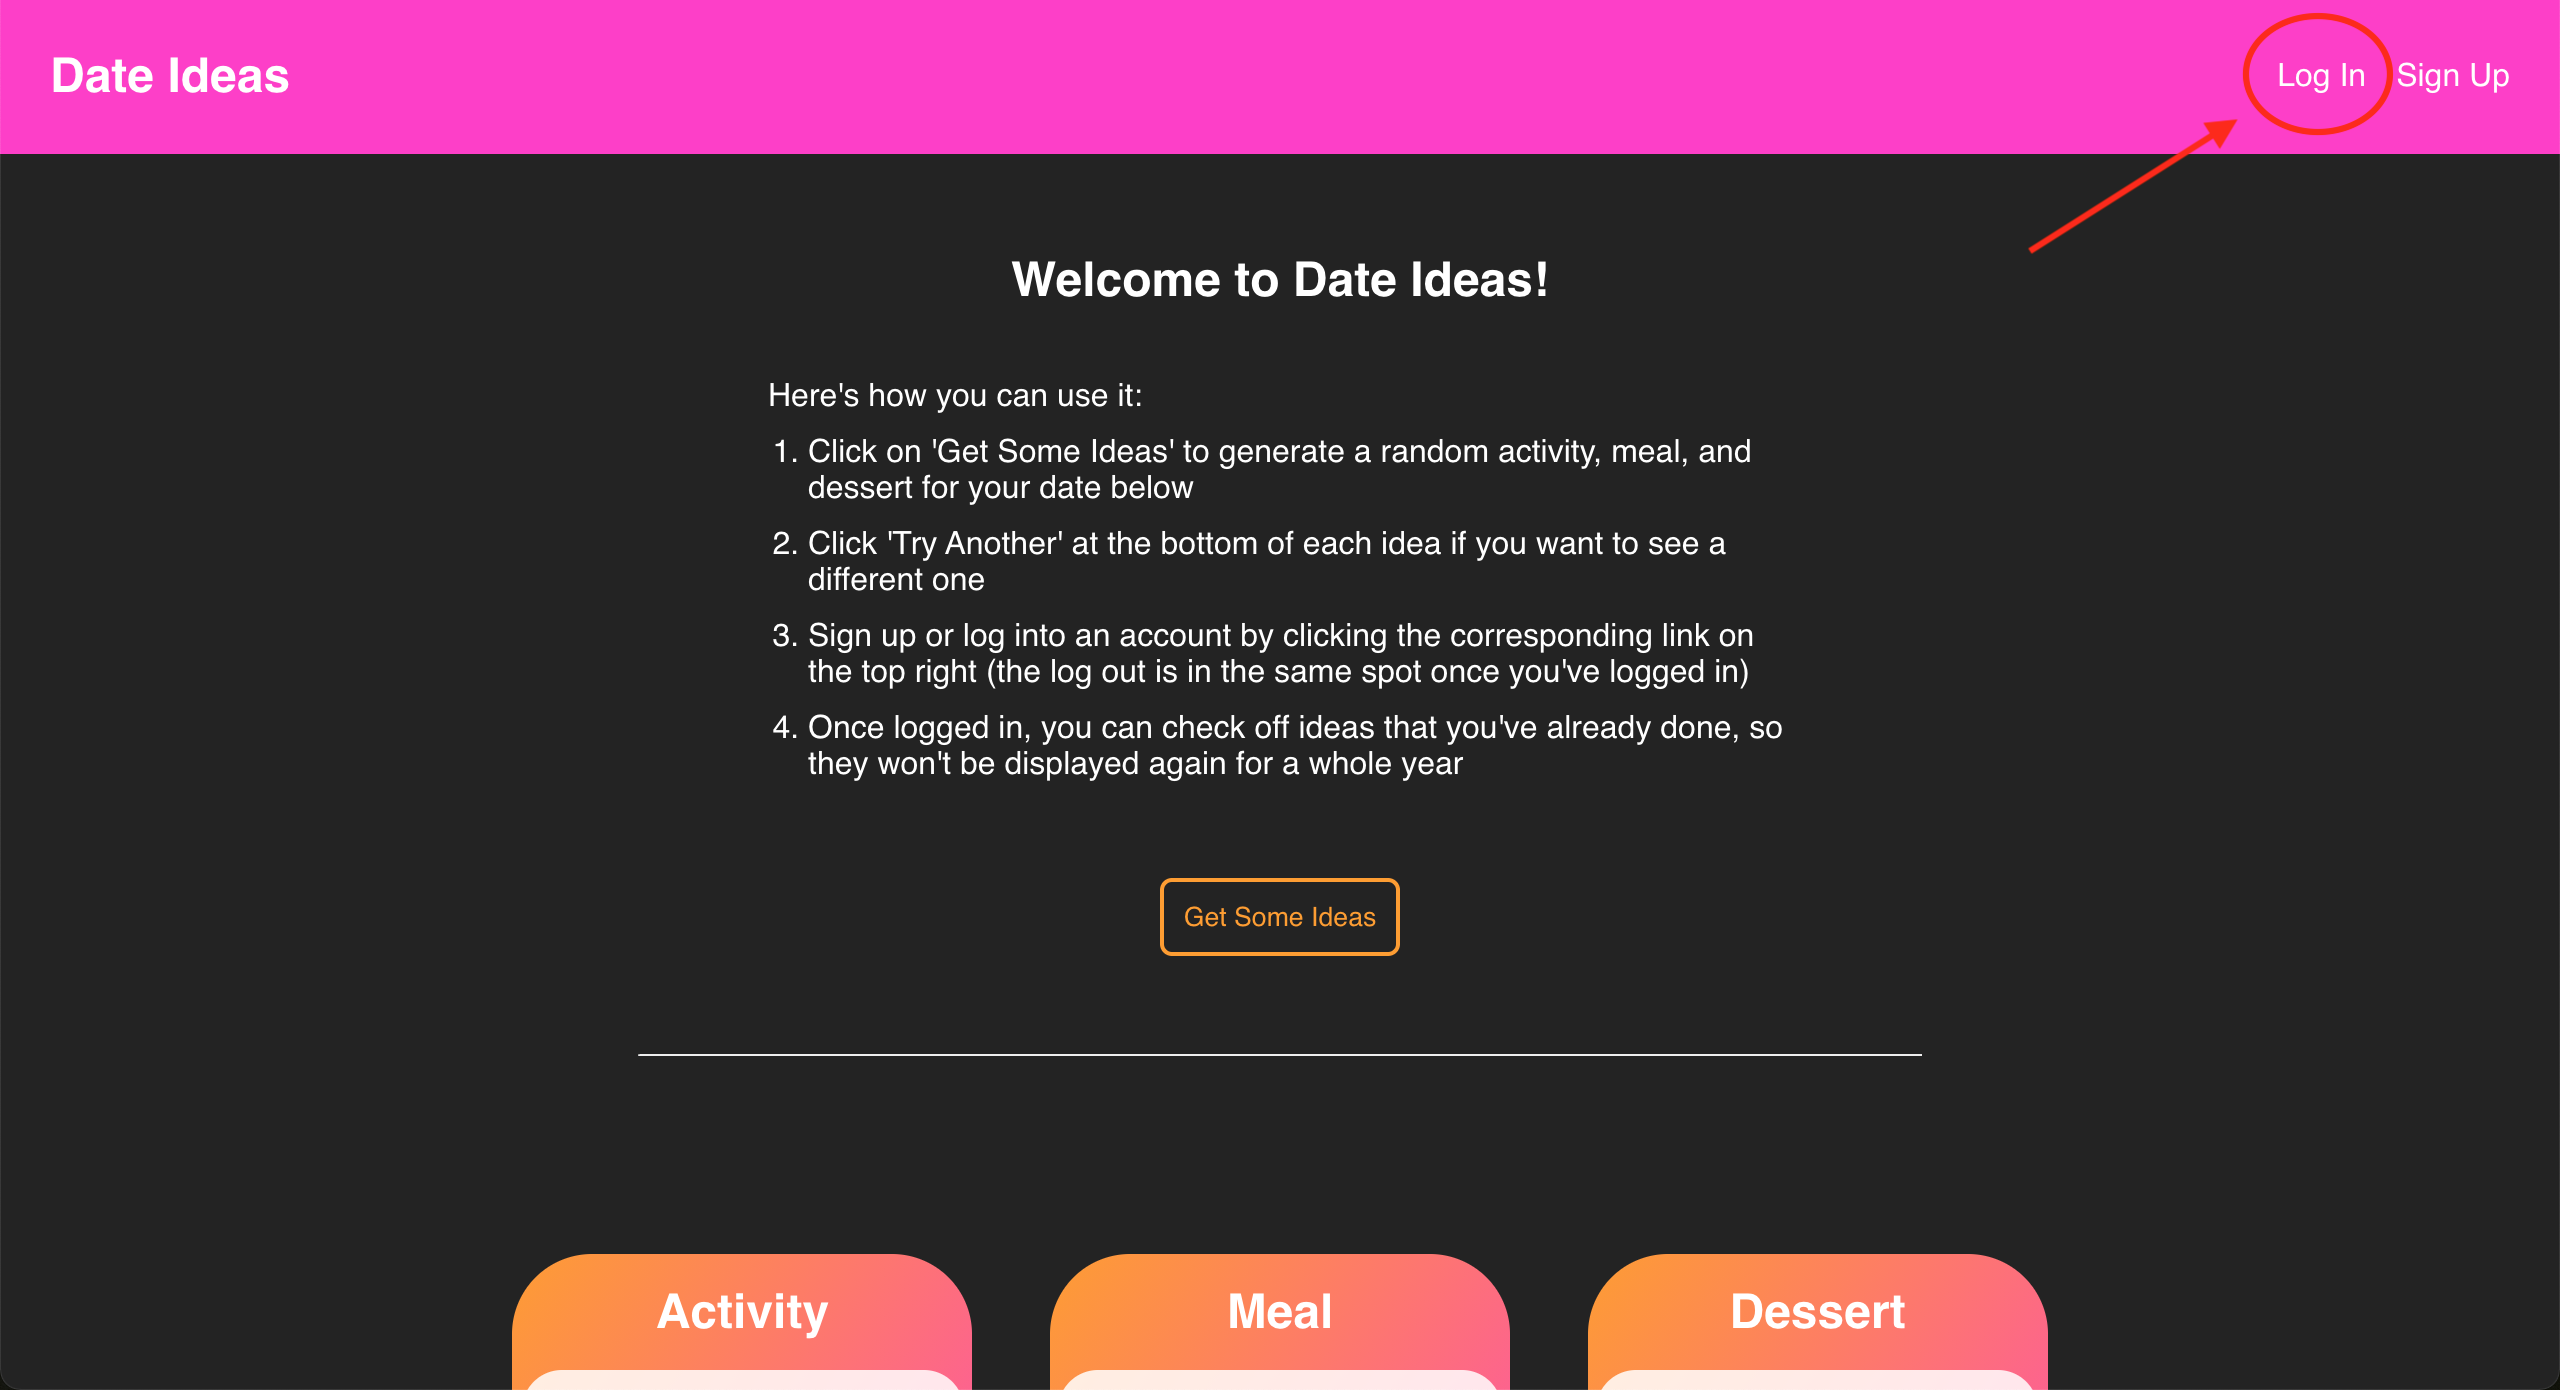 Date Ideas
Log In
Sign Up
Welcome to Date Ideas!
Here's how you can use it:
1. Click on 'Get Some Ideas' to generate a random activity, meal, and
dessert for your date below
2. Click 'Try Another' at the bottom of each idea if you want to see a
different one
3. Sign up or log into an account by clicking the corresponding link on
the top right (the log out is in the same spot once you've logged in)
4. Once logged in, you can check off ideas that you've already done, so
they won't be displayed again for a whole year
Get Some Ideas
Activity
Meal
Dessert